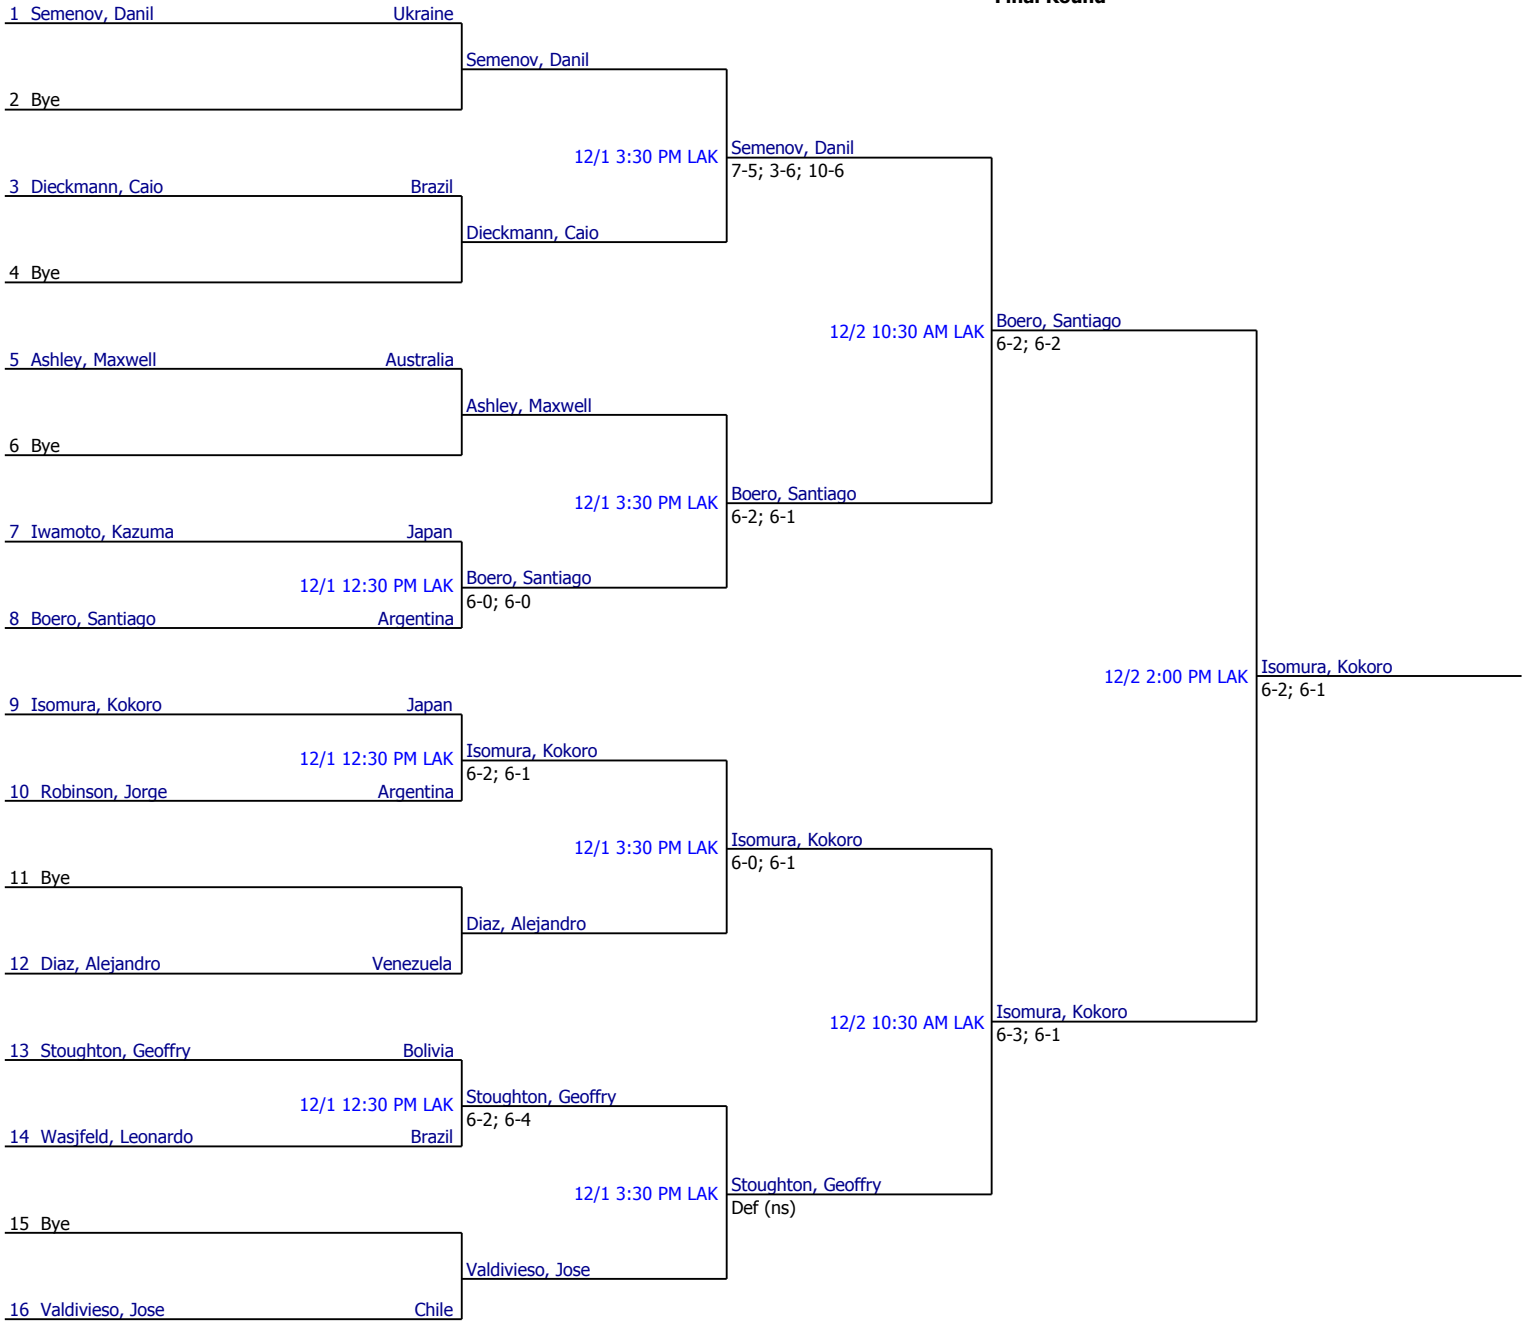 Final Round
1 Semenov, Danil Ukraine
Semenov, Danil
2 Bye
12/1 3:30 PM LAK
Semenov, Danil
7-5; 3-6; 10-6
3 Dieckmann, Caio Brazil
Dieckmann, Caio
4 Bye
12/2 10:30 AM LAK
Boero, Santiago
6-2; 6-2
5 Ashley, Maxwell Australia
Ashley, Maxwell
6 Bye
12/1 3:30 PM LAK
Boero, Santiago
6-2; 6-1
7 Iwamoto, Kazuma Japan
12/1 12:30 PM LAK
Boero, Santiago
6-0; 6-0
8 Boero, Santiago Argentina
12/2 2:00 PM LAK
Isomura, Kokoro
6-2; 6-1
9 Isomura, Kokoro Japan
12/1 12:30 PM LAK
Isomura, Kokoro
6-2; 6-1
10 Robinson, Jorge Argentina
12/1 3:30 PM LAK
Isomura, Kokoro
6-0; 6-1
11 Bye
Diaz, Alejandro
12 Diaz, Alejandro Venezuela
12/2 10:30 AM LAK
Isomura, Kokoro
6-3; 6-1
13 Stoughton, Geoffry Bolivia
12/1 12:30 PM LAK
Stoughton, Geoffry
6-2; 6-4
14 Wasjfeld, Leonardo Brazil
12/1 3:30 PM LAK
Stoughton, Geoffry
Def (ns)
15 Bye
Valdivieso, Jose
16 Valdivieso, Jose Chile